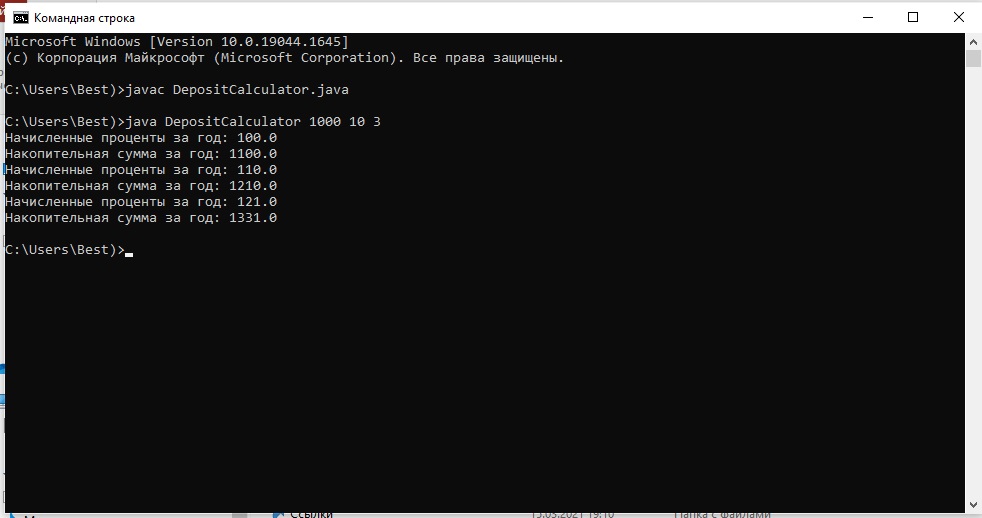 Командная строка
Microsoft Windows [Version 10.0.19044.1645]
(c) Корпорация Майкрософт (Microsoft Corporation). Все права защищены.
C:\Users\Best)>javac DepositCalculator.java
C:\Users\Best)>java DepositCalculator 1000 10 3
Начисленные проценты за год: 100.0
Накопительная сумма за год: 1100.0
Начисленные проценты за год: 110.0
Накопительная сумма за год: 1210.0
Начисленные проценты за год: 121.0
Накопительная сумма за год: 1331.0
C:\Users\Best)>
Ссылки 15.03.2021 19:10 Папка с файлами